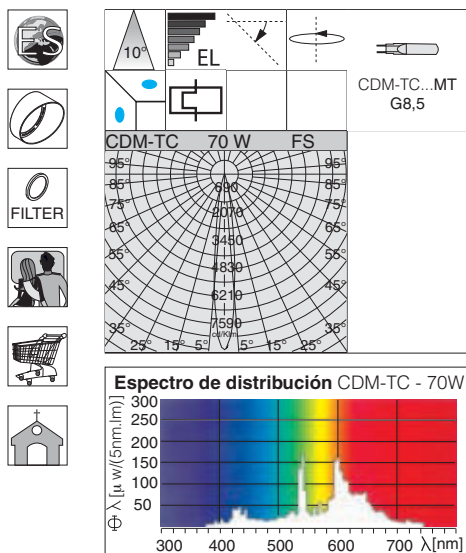 ES
FILTER
10°
EL
CDM-TC...MT
G8,5
CDM-TC 70 W FS
95° 95°
85° 690 85°
75° 2070 75°
65° 3450 65°
55° 4830 55°
45° 6210 45°
35° 7590 35°
cd/Klm
25° 15° 5° 5° 15° 25°
Espectro de distribución CDM-TC - 70W
Φ λ [µ w/(5nm.lm)]
300
250
200
150
100
50
300 400 500 600 700 λ[nm]